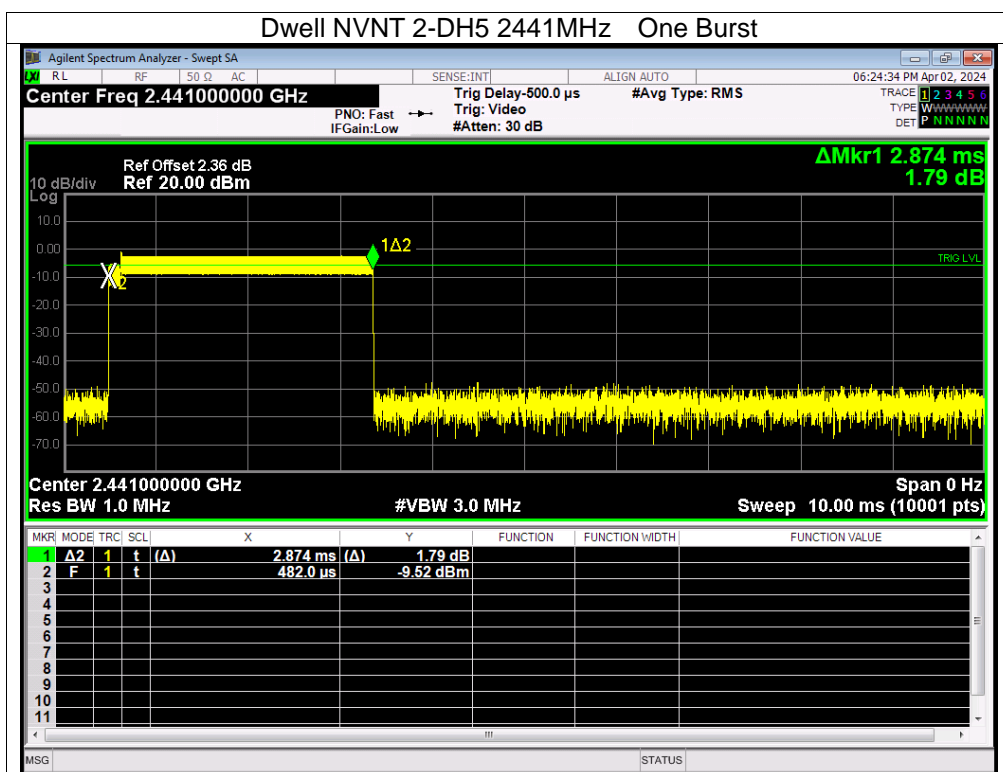 Dwell NVNT 2-DH5 2441MHz One Burst
Agilent Spectrum Analyzer - Swept SA
LXI RL RF 50 Ω AC SENSE:INT ALIGN AUTO 06:24:34 PM Apr 02, 2024
Center Freq 2.441000000 GHz Trig Delay-500.0 µs #Avg Type: RMS TRACE 1 2 3 4 5 6
PNO: Fast Trig: Video TYPE WWWWWW
IFGain:Low #Atten: 30 dB DET P N N N N N
ΔMkr1 2.874 ms
1.79 dB
Ref Offset 2.36 dB
10 dB/div Ref 20.00 dBm
Log
10.0
0.00
-10.0
-20.0
-30.0
-40.0
-50.0
-60.0
-70.0
1Δ2
TRIG LVL
2
Center 2.441000000 GHz Span 0 Hz
Res BW 1.0 MHz #VBW 3.0 MHz Sweep 10.00 ms (10001 pts)
MKR MODE TRC SCL X Y FUNCTION FUNCTION WIDTH FUNCTION VALUE
1 Δ2 1 t (Δ) 2.874 ms (Δ) 1.79 dB
2 F 1 t 482.0 µs -9.52 dBm
3
4
5
6
7
8
9
10
11
MSG STATUS